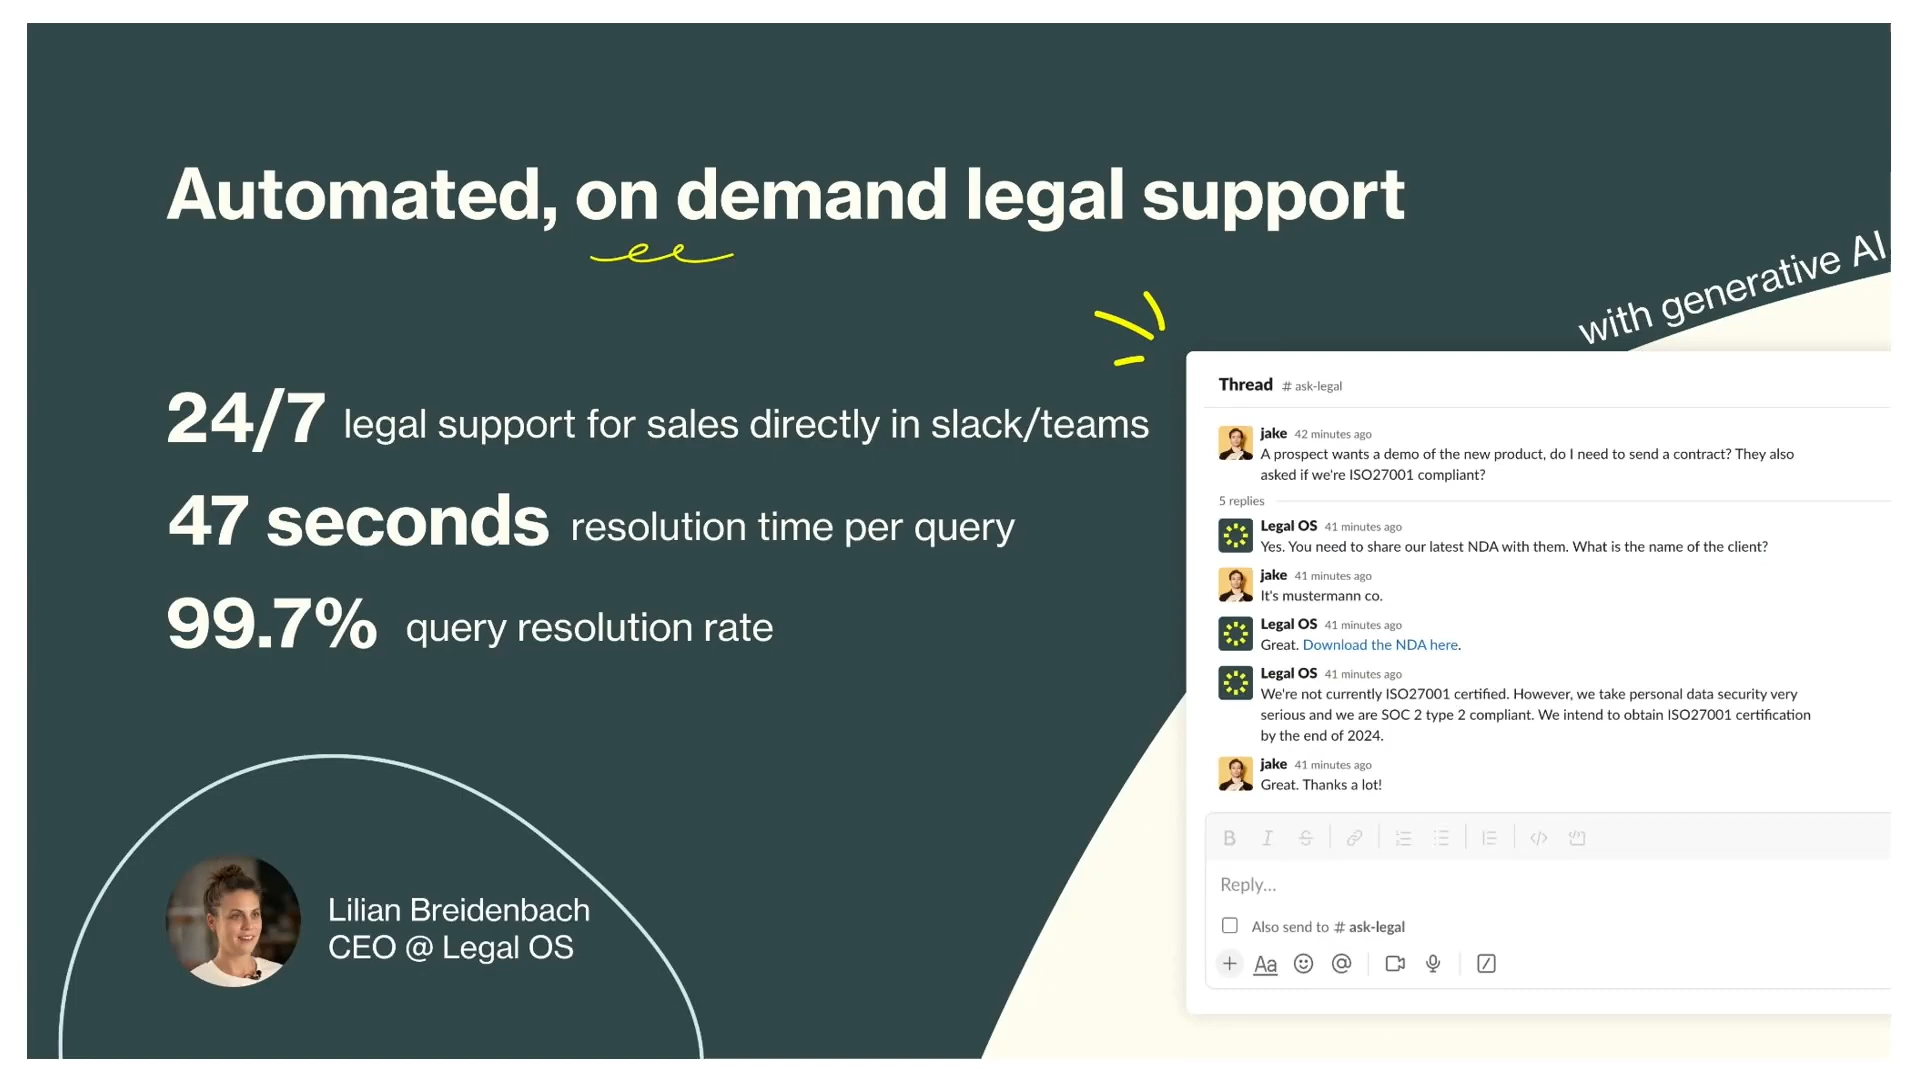 Automated, on demand legal support
with generative AI
24/7 legal support for sales directly in slack/teams
47 seconds resolution time per query
99.7% query resolution rate
Lilian Breidenbach
CEO @ Legal OS
Thread # ask-legal
jake 42 minutes ago
A prospect wants a demo of the new product, do I need to send a contract? They also
asked if we're ISO27001 compliant?
5 replies
Legal OS 41 minutes ago
Yes. You need to share our latest NDA with them. What is the name of the client?
jake 41 minutes ago
It's mustermann co.
Legal OS 41 minutes ago
Great. Download the NDA here.
Legal OS 41 minutes ago
We're not currently ISO27001 certified. However, we take personal data security very
serious and we are SOC 2 type 2 compliant. We intend to obtain ISO27001 certification
by the end of 2024.
jake 41 minutes ago
Great. Thanks a lot!
B I S
Reply...
Also send to # ask-legal
+ Aa @